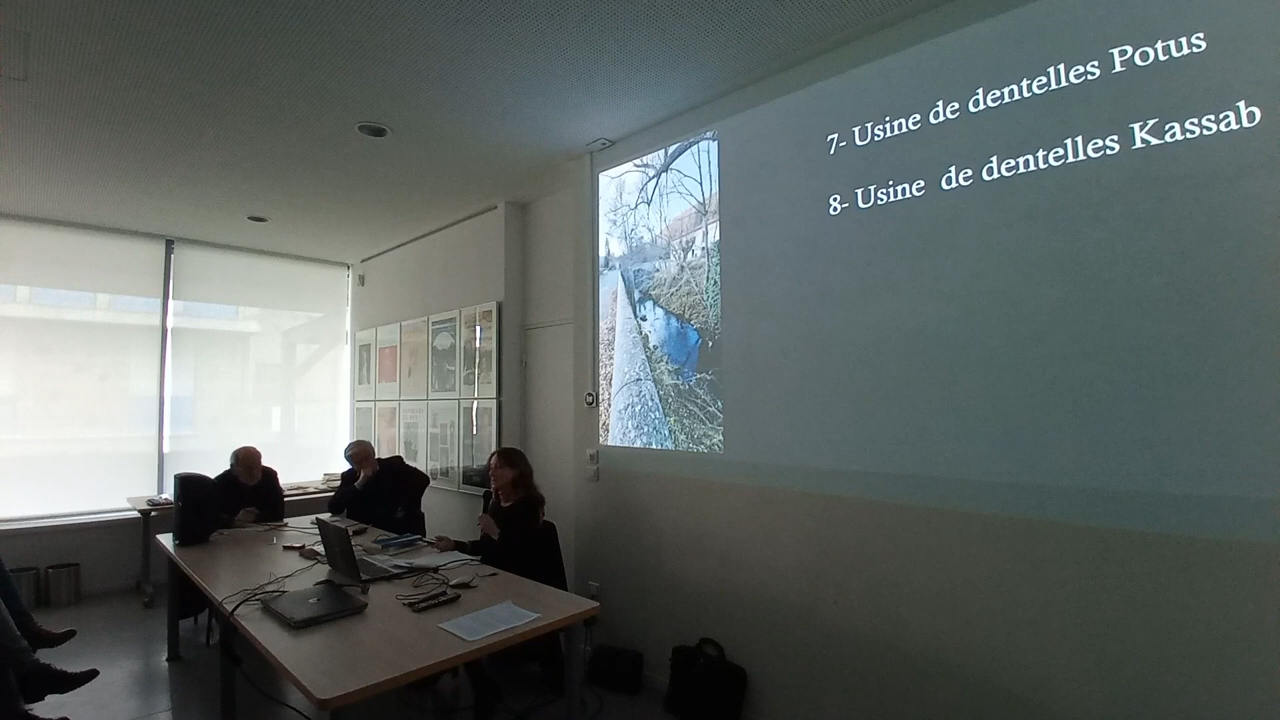 7- Usine de dentelles Potus
8- Usine de dentelles Kassab